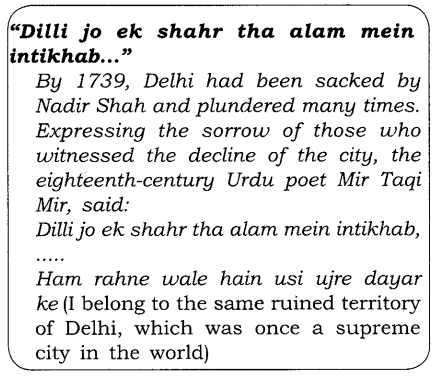 “Dilli jo ek shahr tha alam mein
intikhab...”
By 1739, Delhi had been sacked by
Nadir Shah and plundered many times.
Expressing the sorrow of those who
witnessed the decline of the city, the
eighteenth-century Urdu poet Mir Taqi
Mir, said:
Dilli jo ek shahr tha alam mein intikhab,
.....
Ham rahne wale hain usi ujre dayar
ke (I belong to the same ruined territory
of Delhi, which was once a supreme
city in the world)